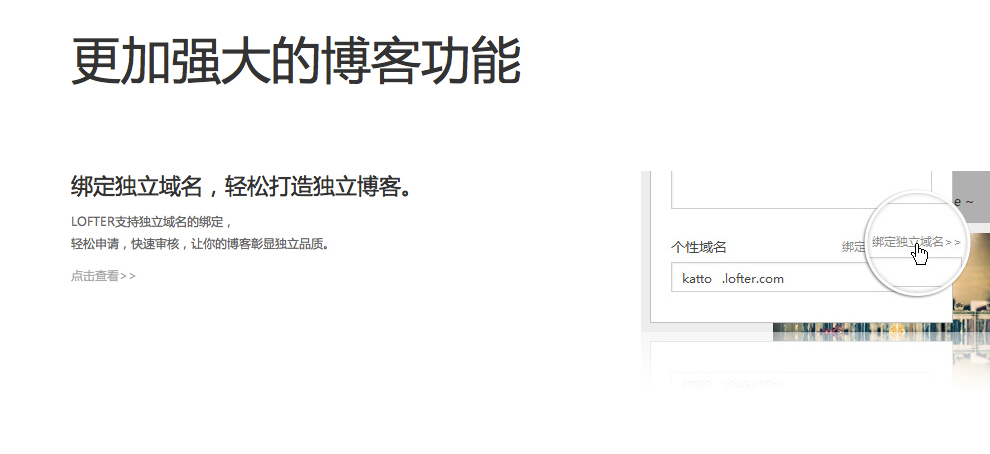 更加强大的博客功能
绑定独立域名，轻松打造独立博客。
LOFTER支持独立域名的绑定，
轻松申请，快速审核，让你的博客彰显独立品质。
点击查看>>
e ~
个性域名
绑定
绑定独立域名>>
katto .lofter.com